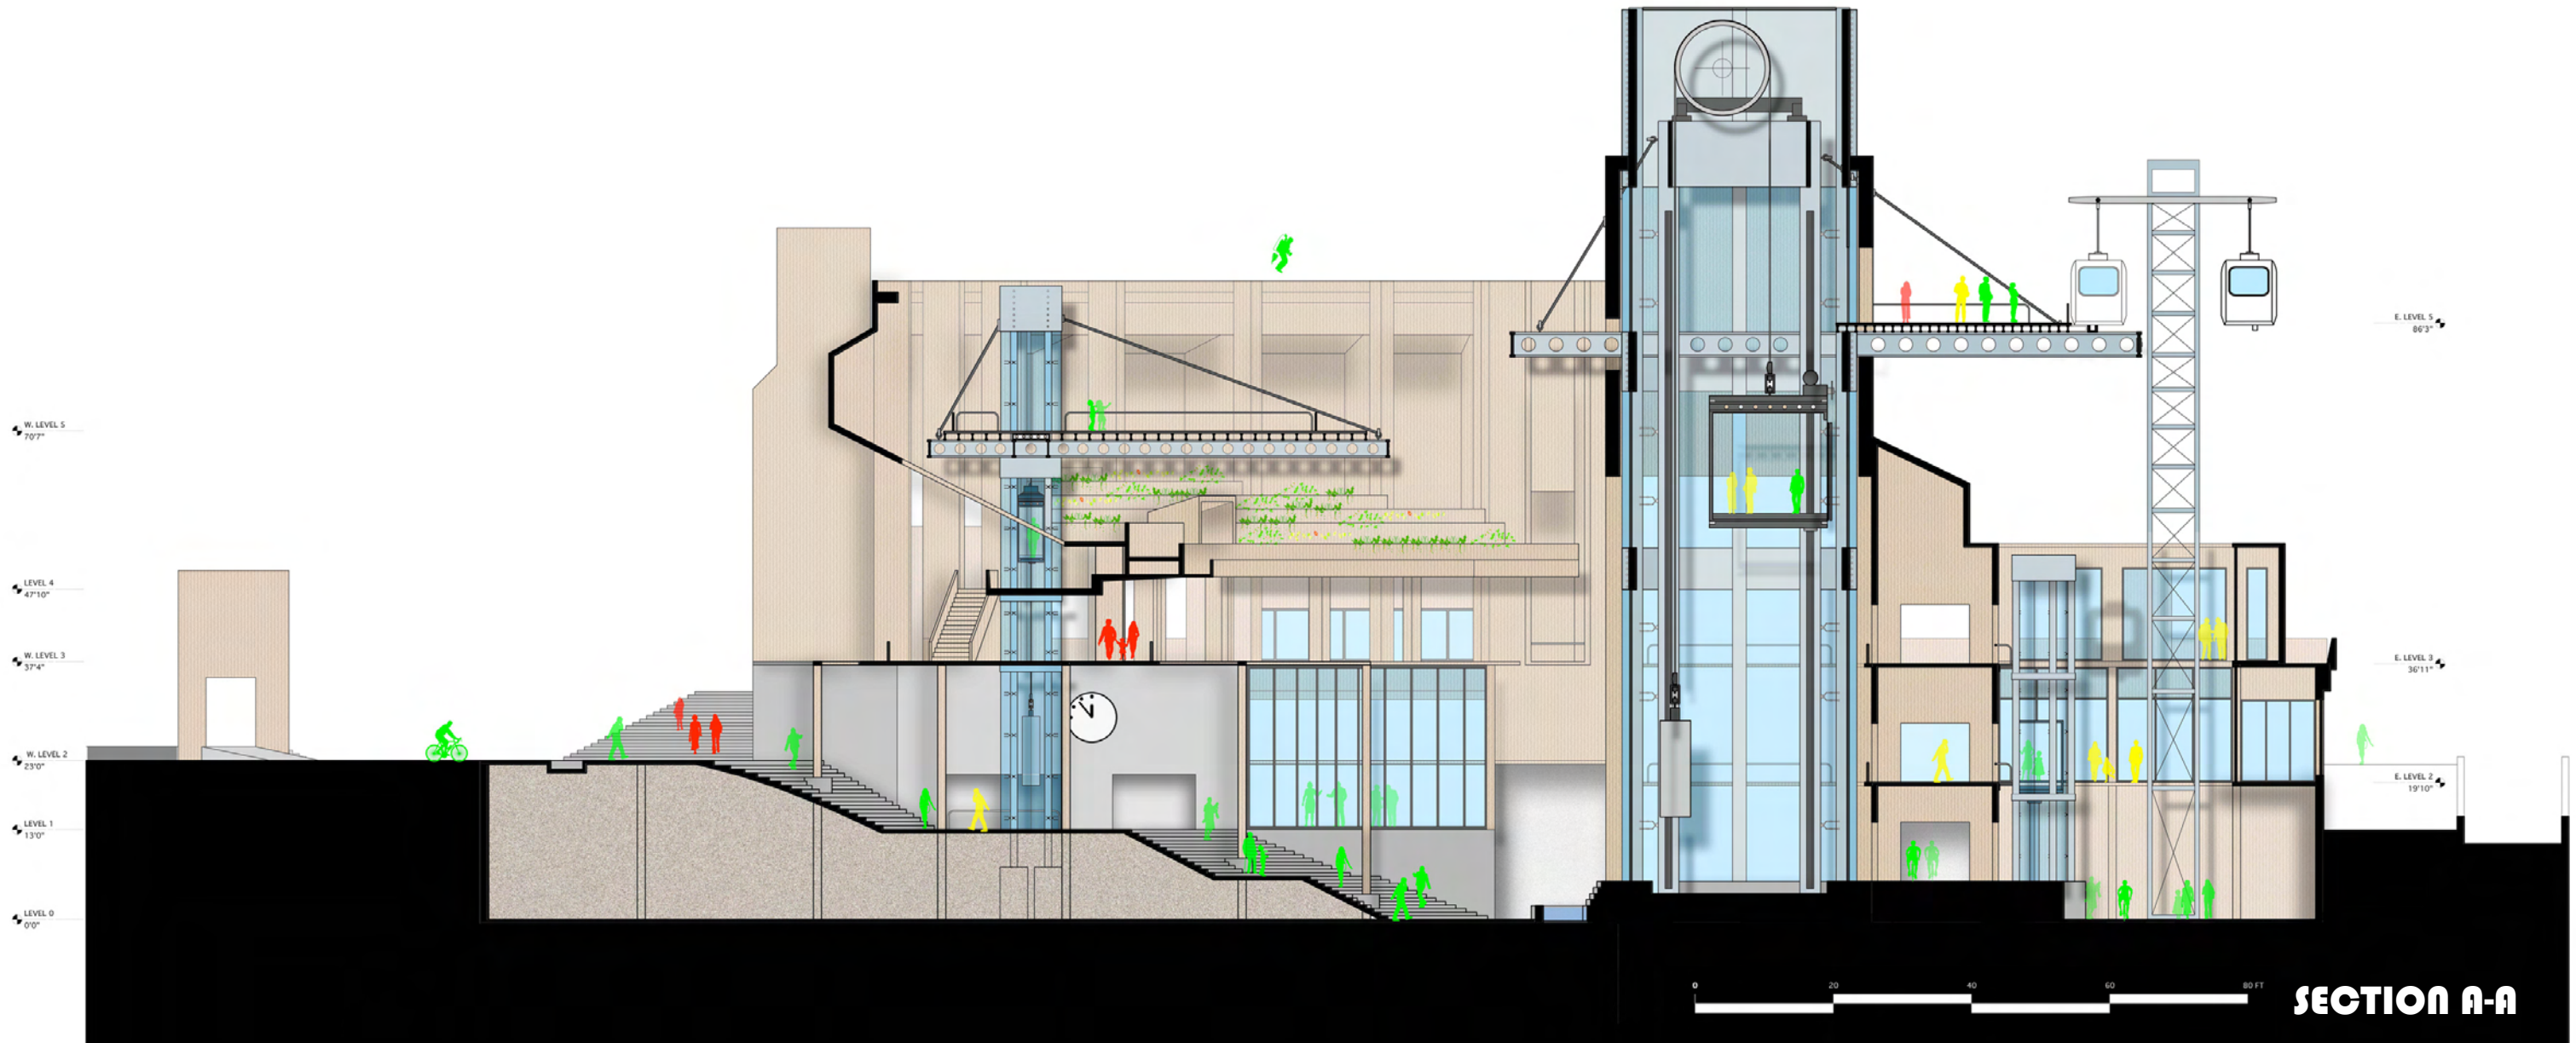 W. LEVEL 5
70'7"
LEVEL 4
47'10"
W. LEVEL 3
37'4"
W. LEVEL 2
23'0"
LEVEL 1
13'0"
LEVEL 0
0'0"
E. LEVEL 5
86'3"
E. LEVEL 3
36'11"
E. LEVEL 2
19'10"
0 20 40 60 80 FT
SECTION A-A